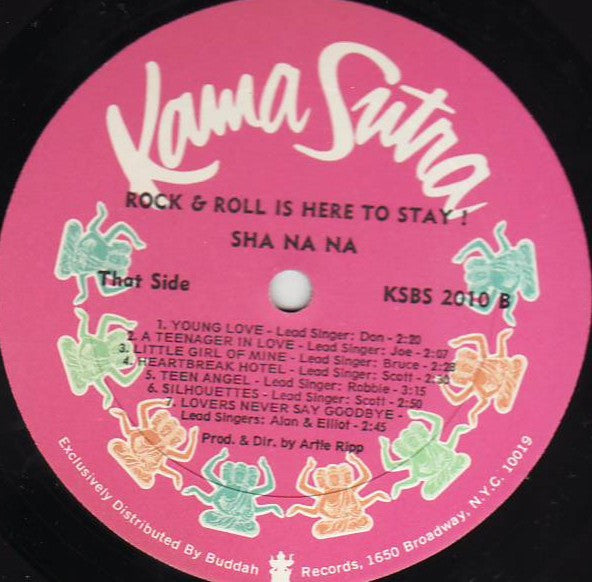 Kama Sutra
ROCK & ROLL IS HERE TO STAY !
SHA NA NA
That Side
KSBS 2010 B
1. YOUNG LOVE - Lead Singer: Don - 2:20
2. A TEENAGER IN LOVE - Lead Singer: Joe - 2:07
3. LITTLE GIRL OF MINE - Lead Singer: Bruce - 2:28
4. HEARTBREAK HOTEL - Lead Singer: Scott -
5. TEEN ANGEL - Lead Singer: Robbie - 3:15
6. SILHOUETTES - Lead Singer: Scott - 2:50
7. LOVERS NEVER SAY GOODBYE -
Lead Singers: Alan & Elliot - 2:45
Prod. & Dir. by Artie Ripp
Exclusively Distributed By Buddah Records, 1650 Broadway, N.Y.C. 10019